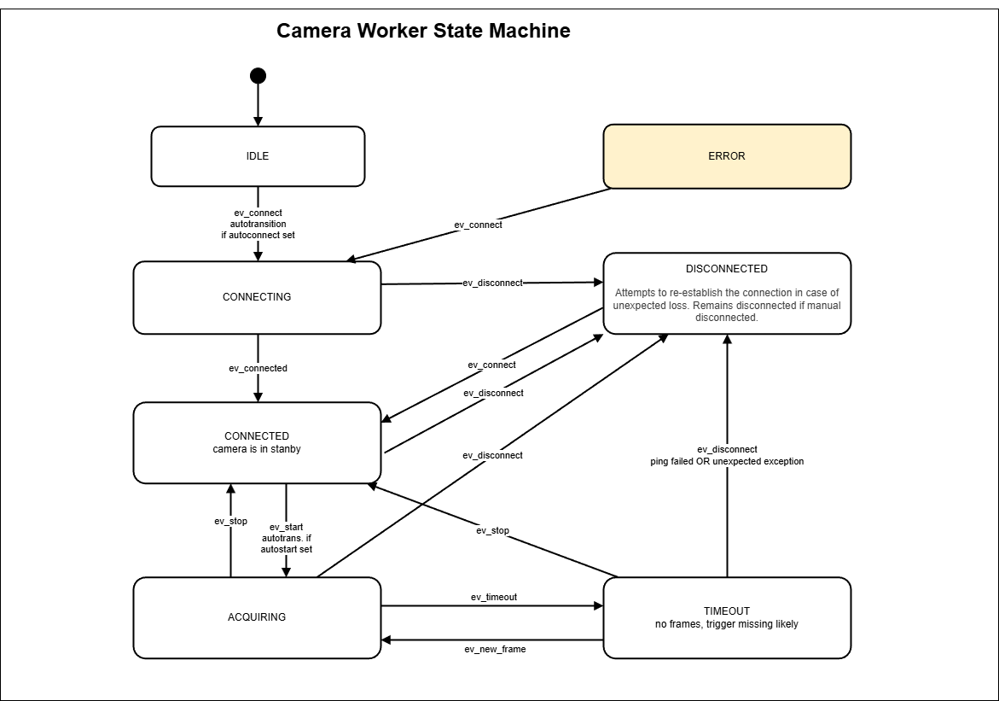 Camera Worker State Machine
IDLE
ERROR
ev_connect
autotransition
if autoconnect set
ev_connect
CONNECTING
ev_disconnect
DISCONNECTED
Attempts to re-establish the connection in case of
unexpected loss. Remains disconnected if manual
disconnected.
ev_connected
ev_connect
ev_disconnect
CONNECTED
camera is in stanby
ev_disconnect
ev_disconnect
ping failed OR unexpected exception
ev_stop
ev_start
autotrans. if
autostart set
ev_stop
ACQUIRING
ev_timeout
TIMEOUT
no frames, trigger missing likely
ev_new_frame